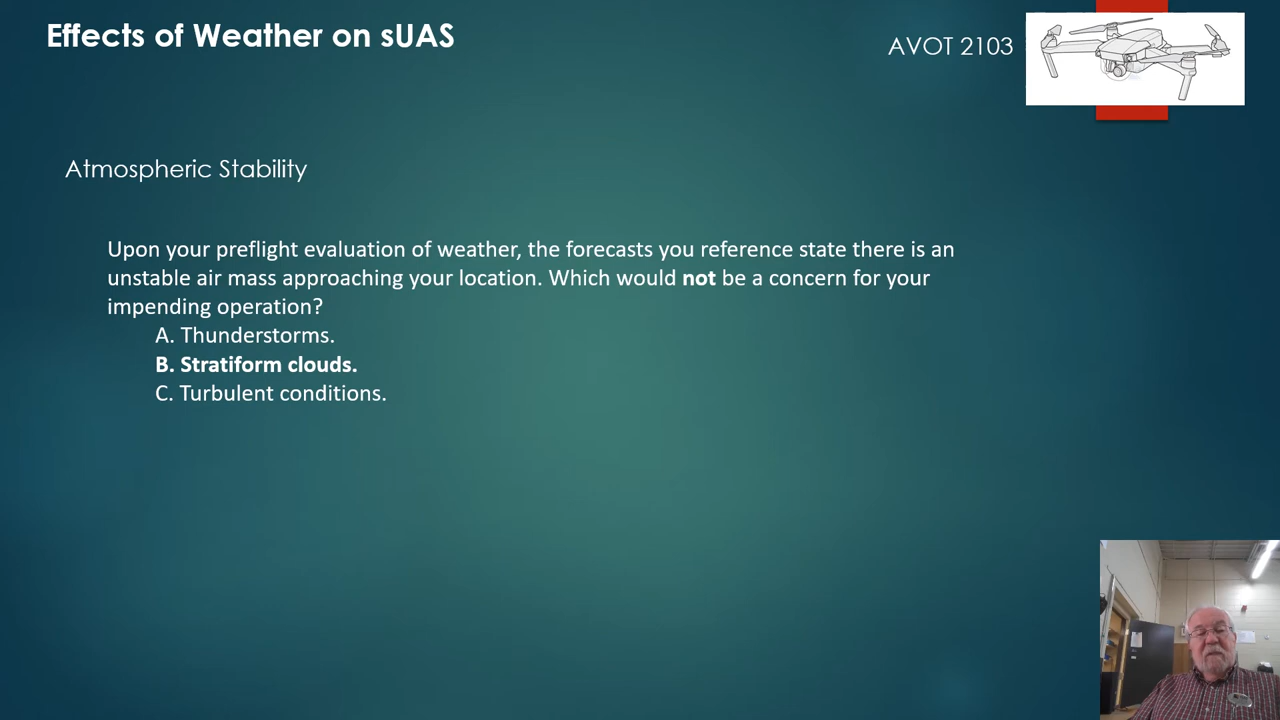 Effects of Weather on sUAS
AVOT 2103
Atmospheric Stability
Upon your preflight evaluation of weather, the forecasts you reference state there is an
unstable air mass approaching your location. Which would not be a concern for your
impending operation?
A. Thunderstorms.
B. Stratiform clouds.
C. Turbulent conditions.